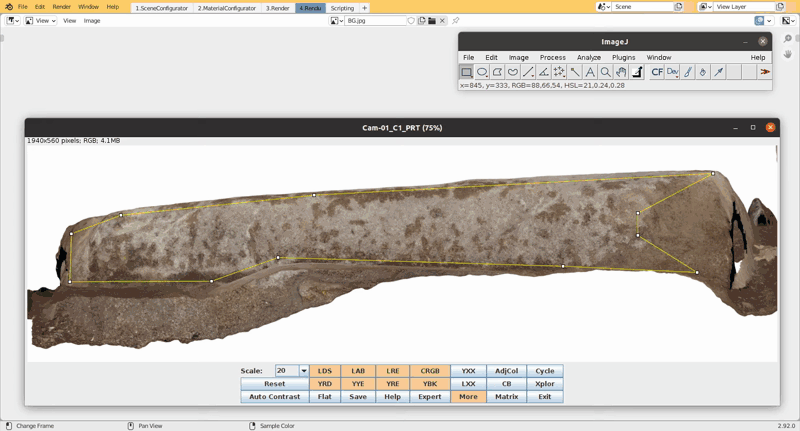 File Edit Render Window Help 1.SceneConfigurator 2.MaterialConfigurator 3.Render 4.Rendu Scripting + Scene View Layer
View View Image BG.jpg
ImageJ
File Edit Image Process Analyze Plugins Window Help
CF Dev
x=845, y=333, RGB=88,66,54, HSL=21,0.24,0.28
Cam-01_C1_PRT (75%)
1940x560 pixels; RGB; 4.1MB
Scale: 20 LDS LAB LRE CRGB YXX AdjCol Cycle
Reset YRD YYE YRE YBK LXX CB Xplor
Auto Contrast Flat Save Help Expert More Matrix Exit
Change Frame Pan View Sample Color 2.92.0